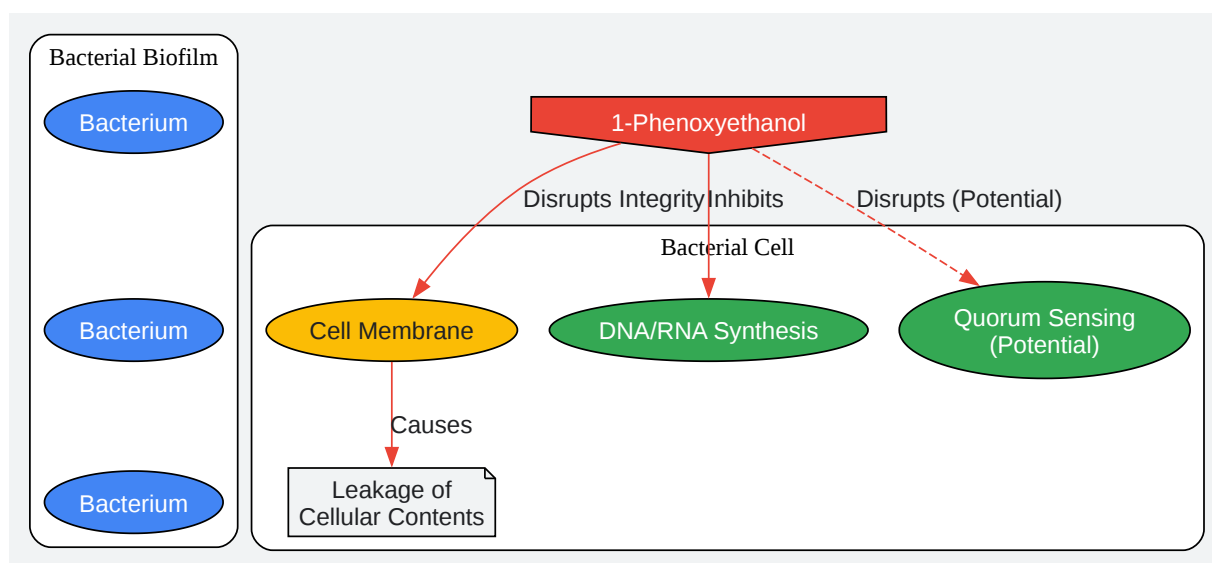 Bacterial Biofilm
Bacterium
Bacterium
Bacterium
1-Phenoxyethanol
Disrupts Integrity
Inhibits
Disrupts (Potential)
Bacterial Cell
Cell Membrane
DNA/RNA Synthesis
Quorum Sensing
(Potential)
Causes
Leakage of
Cellular Contents